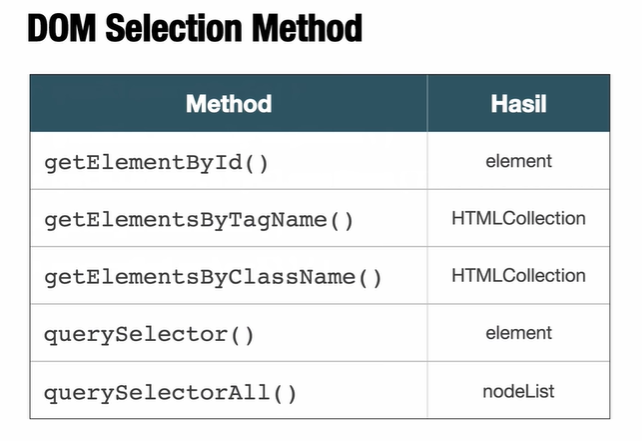 DOM Selection Method
Method Hasil
getElementById() element
getElementsByTagName() HTMLCollection
getElementsByClassName() HTMLCollection
querySelector() element
querySelectorAll() nodeList